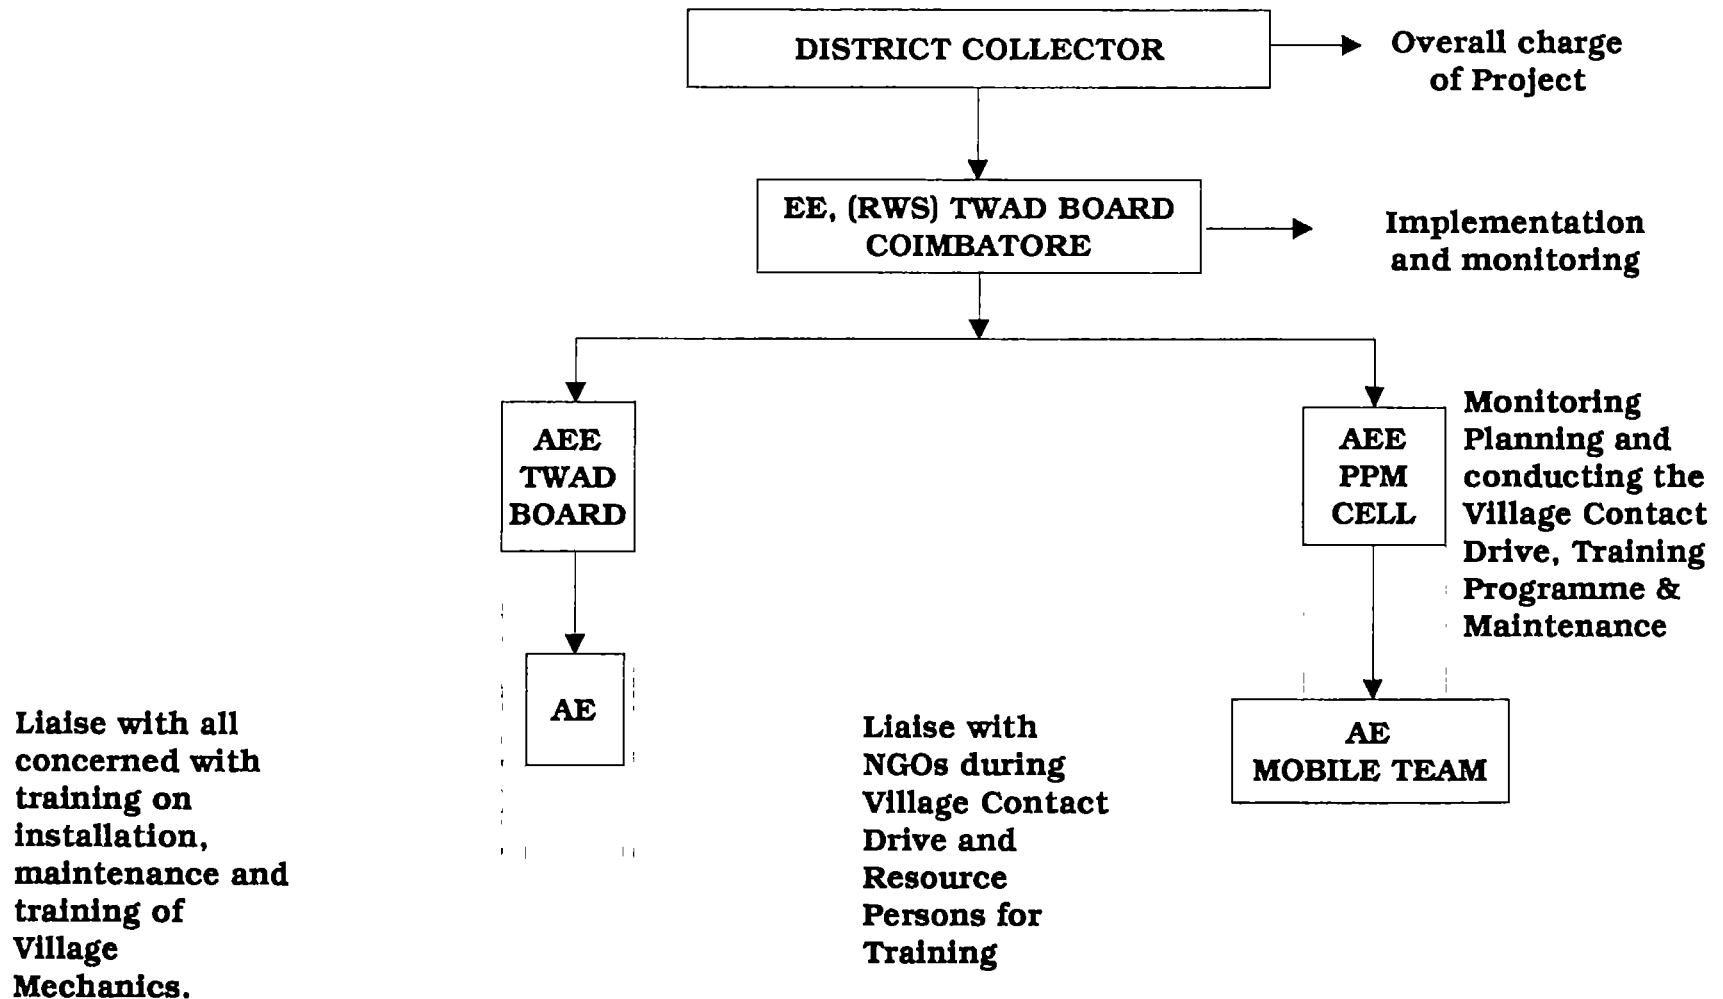 DISTRICT COLLECTOR
Overall charge
of Project
EE, (RWS) TWAD BOARD
COIMBATORE
Implementation
and monitoring
AEE
TWAD
BOARD
AEE
PPM
CELL
Monitoring
Planning and
conducting the
Village Contact
Drive, Training
Programme &
Maintenance
AE
AE
MOBILE TEAM
Liaise with all
concerned with
training on
installation,
maintenance and
training of
Village
Mechanics.
Liaise with
NGOs during
Village Contact
Drive and
Resource
Persons for
Training